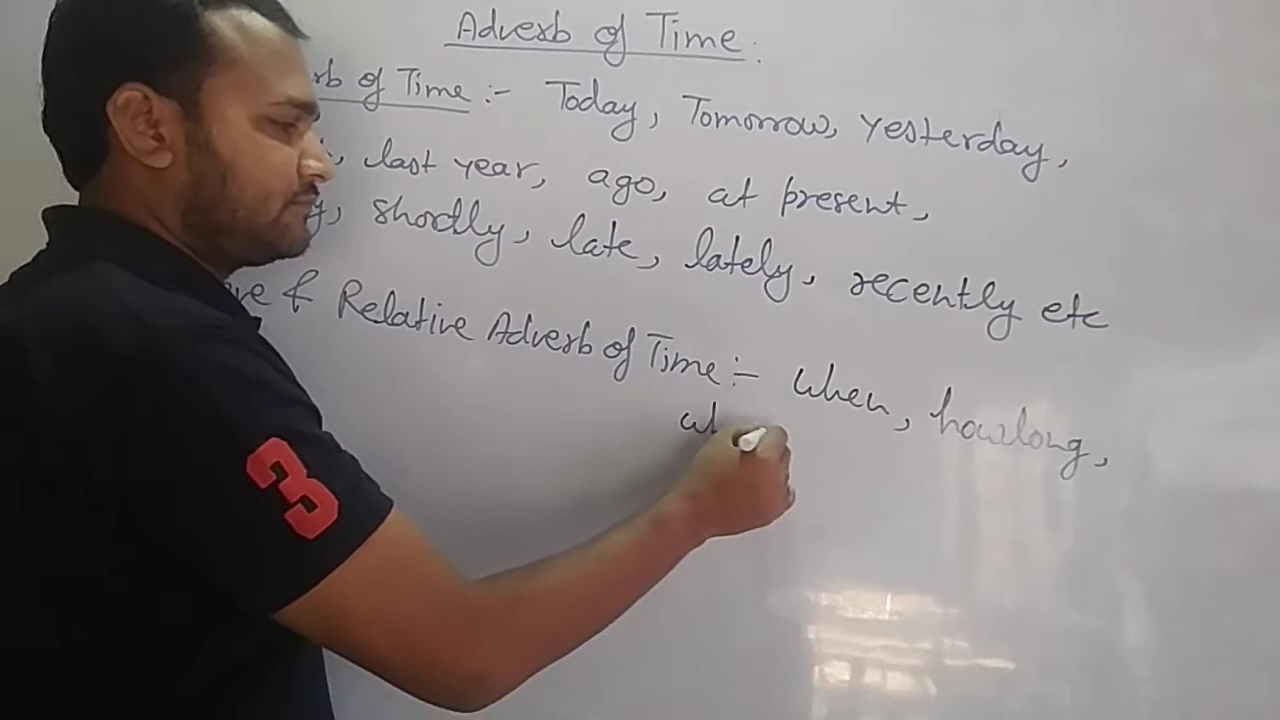 Adverb of Time.
of Time :- Today, Tomorrow, Yesterday,
last year, ago, at present,
shortly, late, lately, recently etc
& Relative Adverb of Time :- When, howlong,
3